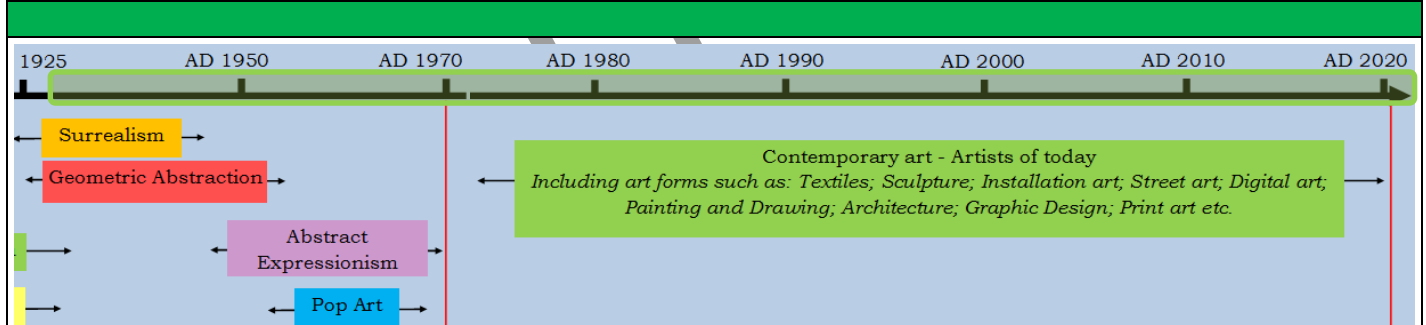 1925 AD 1950 AD 1970 AD 1980 AD 1990 AD 2000 AD 2010 AD 2020
Surrealism
Contemporary art - Artists of today
Geometric Abstraction
Including art forms such as: Textiles; Sculpture; Installation art; Street art; Digital art;
Painting and Drawing; Architecture; Graphic Design; Print art etc.
Abstract
Expressionism
Pop Art